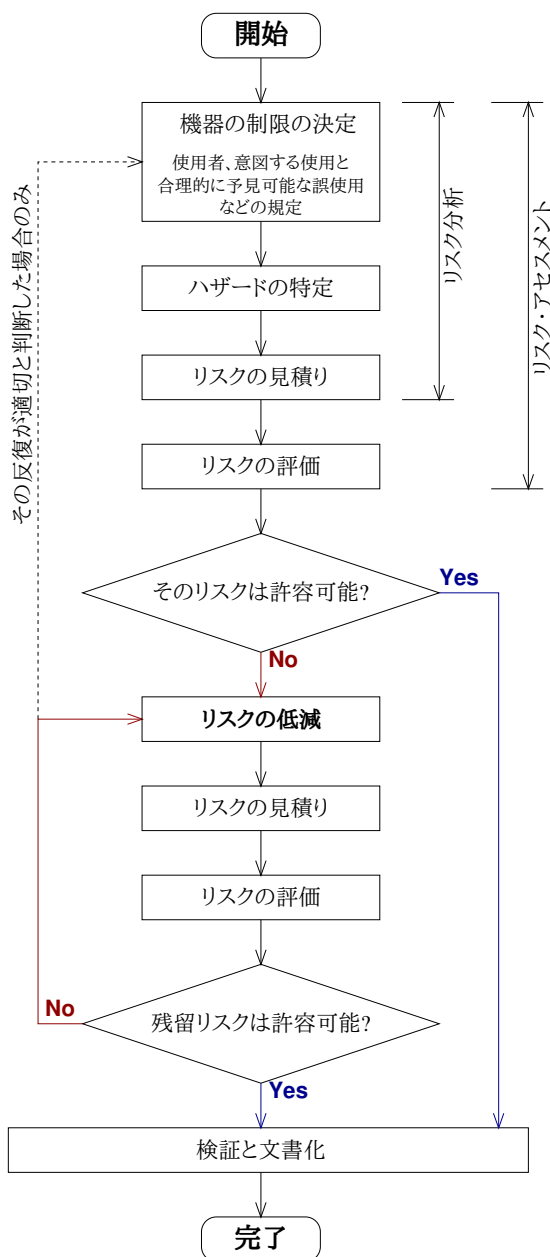 開始
機器の制限の決定
使用者、意図する使用と
合理的に予見可能な誤使用
などの規定
ハザードの特定
リスクの見積り
リスクの評価
リスク分析
リスク・アセスメント
その反復が適切と判断した場合のみ
そのリスクは許容可能?
Yes
No
リスクの低減
リスクの見積り
リスクの評価
残留リスクは許容可能?
No
Yes
検証と文書化
完了